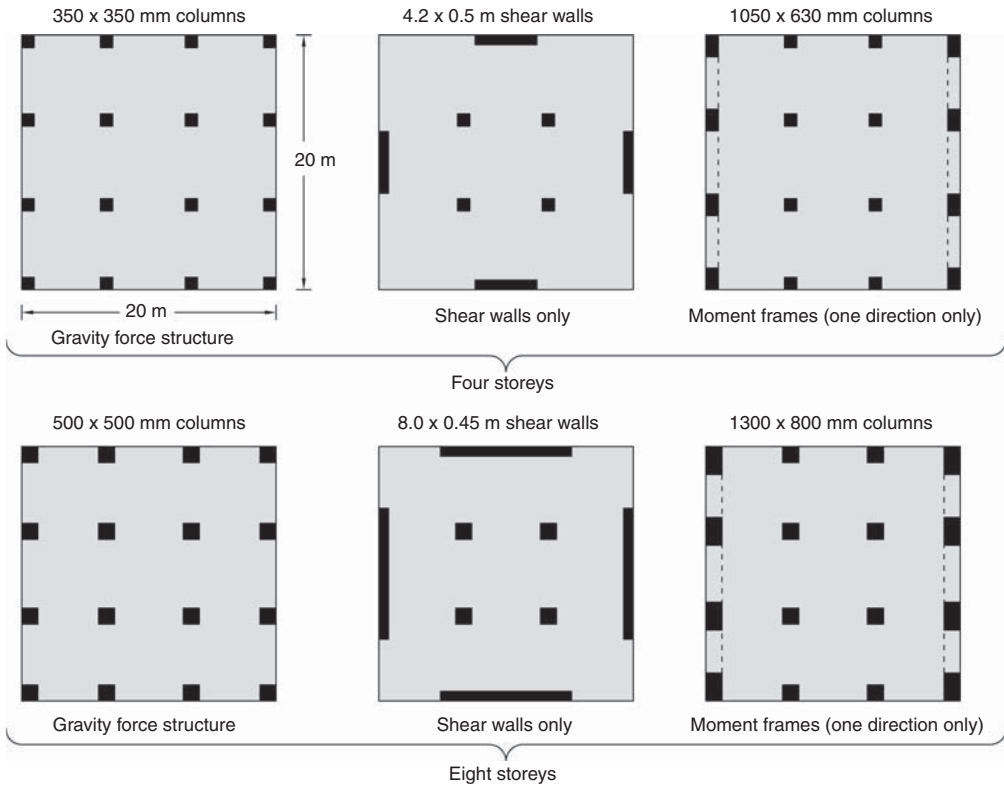 350 x 350 mm columns
4.2 x 0.5 m shear walls
1050 x 630 mm columns
20 m
20 m
Gravity force structure
Shear walls only
Moment frames (one direction only)
Four storeys
500 x 500 mm columns
8.0 x 0.45 m shear walls
1300 x 800 mm columns
Gravity force structure
Shear walls only
Moment frames (one direction only)
Eight storeys